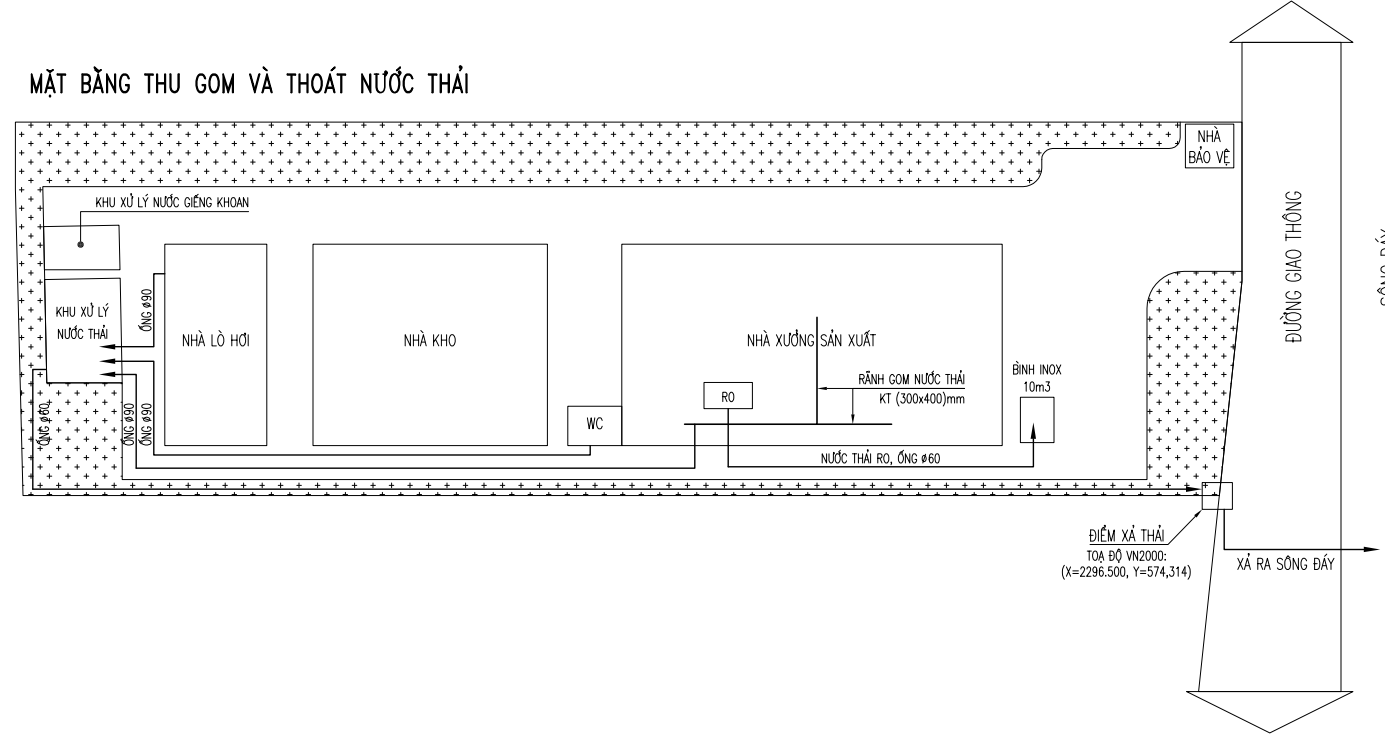 MẶT BẰNG THU GOM VÀ THOÁT NƯỚC THẢI
NHÀ
BẢO VỆ
KHU XỬ LÝ NƯỚC GIẾNG KHOAN
ĐƯỜNG GIAO THÔNG
SÔNG ĐÁY
KHU XỬ LÝ
NƯỚC THẢI
ỐNG Ø90
NHÀ LÒ HƠI
NHÀ KHO
NHÀ XƯỞNG SẢN XUẤT
RÃNH GOM NƯỚC THẢI
KT (300x400)mm
BÌNH INOX
10m3
RO
WC
ỐNG Ø60
ỐNG Ø90
ỐNG Ø90
NƯỚC THẢI RO, ỐNG Ø60
ĐIỂM XẢ THẢI
TOẠ ĐỘ VN2000:
(X=2296.500, Y=574,314)
XẢ RA SÔNG ĐÁY